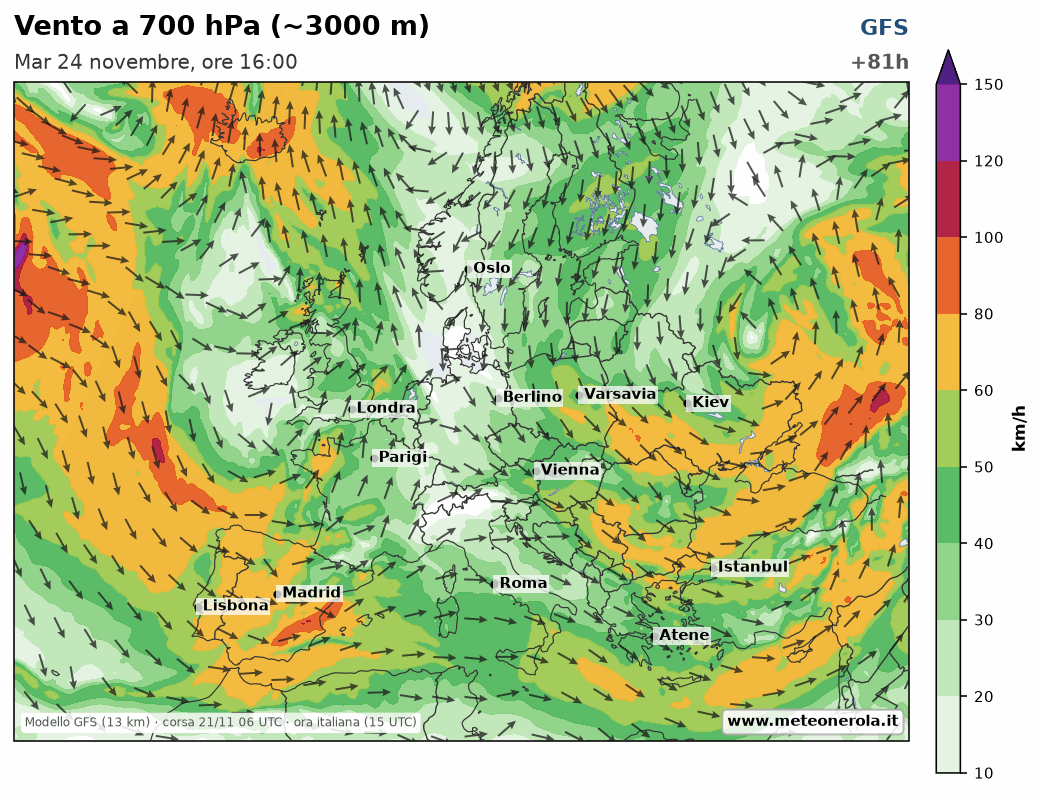 Vento a 700 hPa (~3000 m)
GFS
Mar 24 novembre, ore 16:00
+81h
150
120
100
80
60
50
40
30
20
10
km/h
Oslo
Londra
Berlino
Varsavia
Kiev
Parigi
Vienna
Istanbul
Roma
Madrid
Lisbona
Atene
Modello GFS (13 km) · corsa 21/11 06 UTC · ora italiana (15 UTC)
www.meteonerola.it